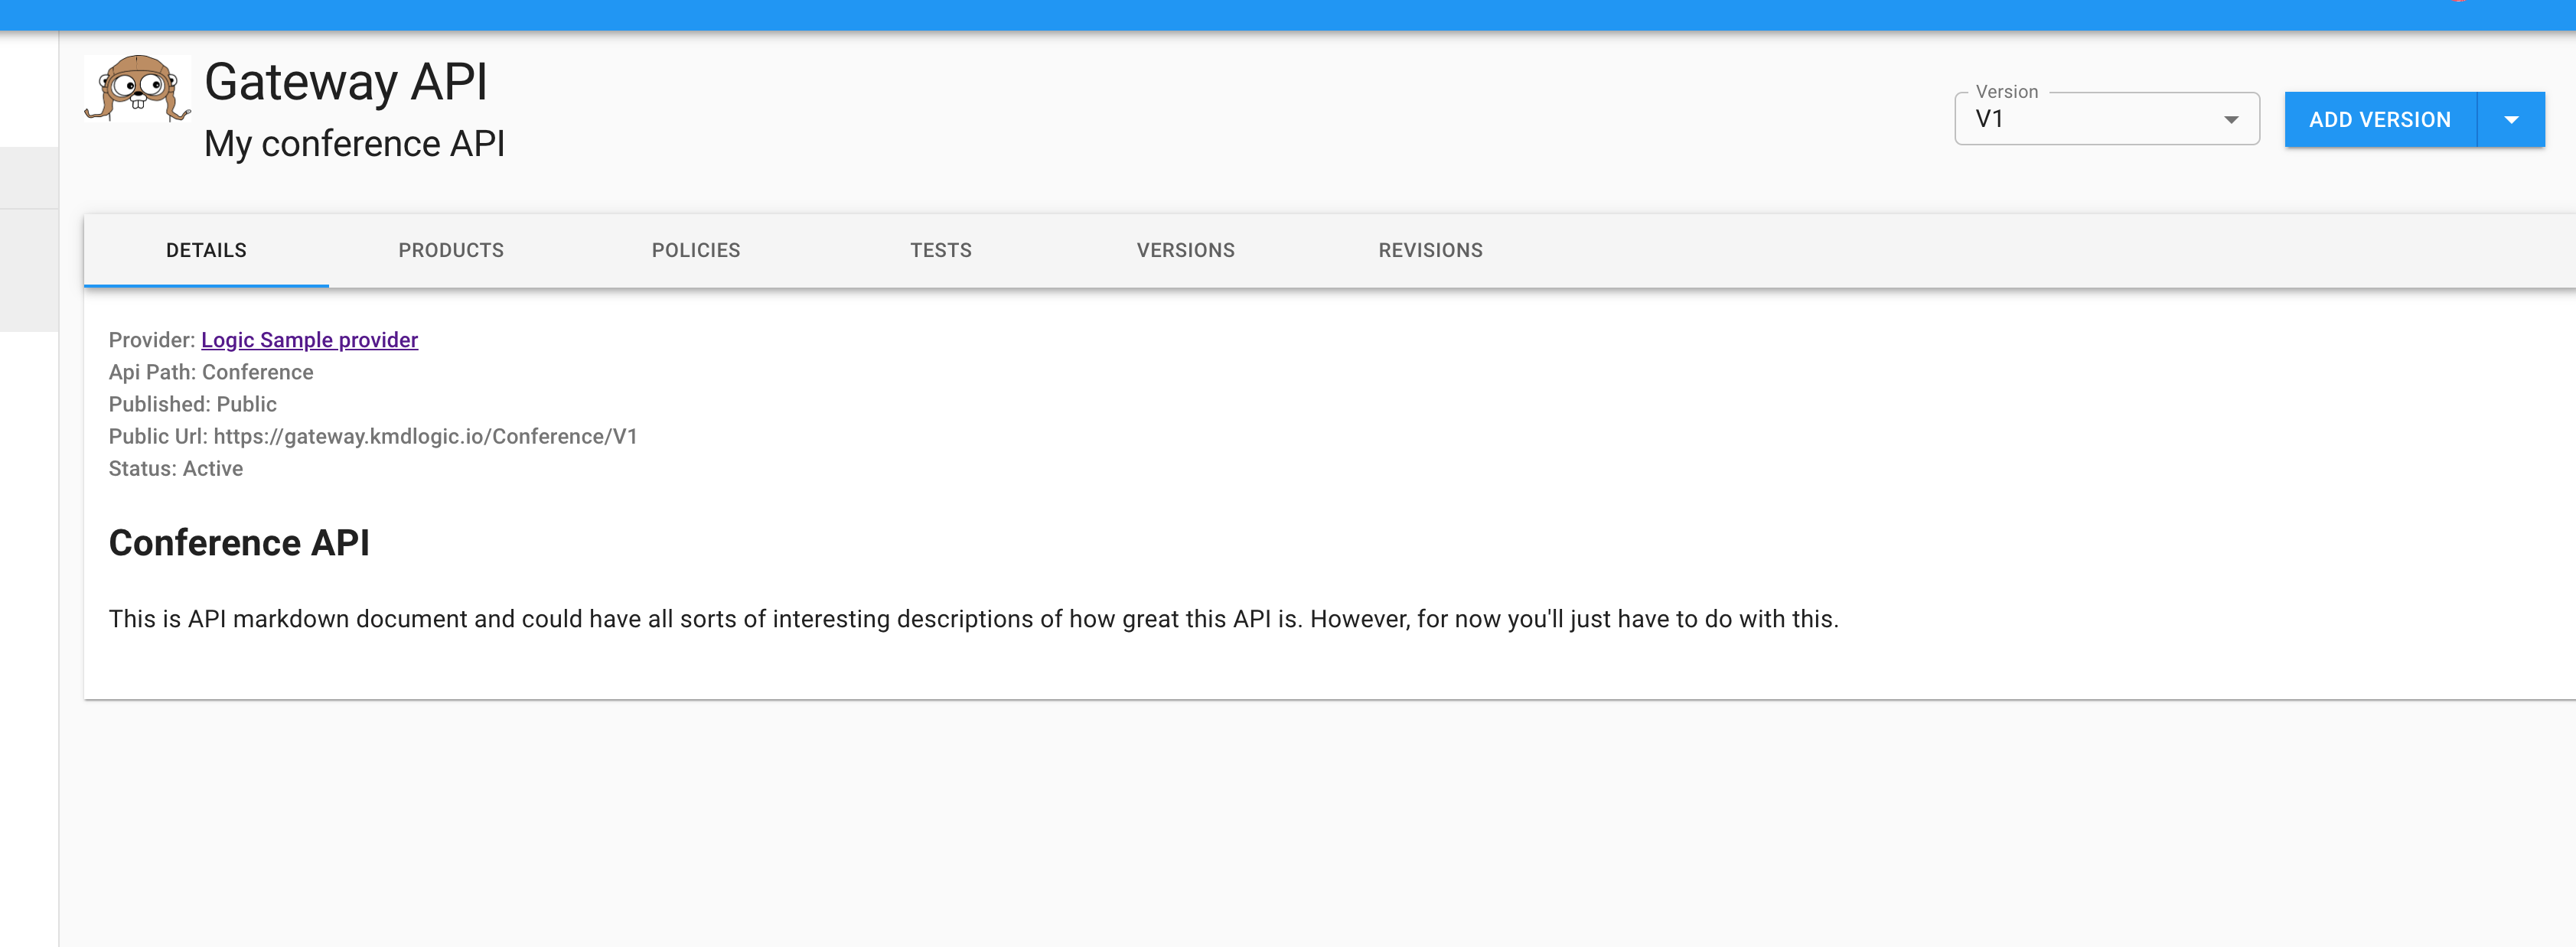 Gateway API
My conference API
Version
V1
ADD VERSION
DETAILS PRODUCTS POLICIES TESTS VERSIONS REVISIONS
Provider: Logic Sample provider
Api Path: Conference
Published: Public
Public Url: https://gateway.kmdlogic.io/Conference/V1
Status: Active
Conference API
This is API markdown document and could have all sorts of interesting descriptions of how great this API is. However, for now you'll just have to do with this.